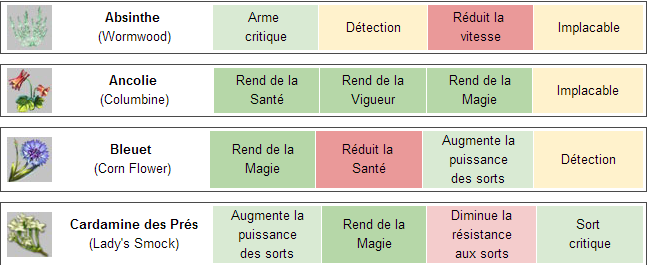 Absinthe
(Wormwood)
Arme
critique
Détection
Réduit la
vitesse
Implacable
Ancolie
(Columbine)
Rend de la
Santé
Rend de la
Vigueur
Rend de la
Magie
Implacable
Bleuet
(Corn Flower)
Rend de la
Magie
Réduit la
Santé
Augmente la
puissance
des sorts
Détection
Cardamine des Prés
(Lady's Smock)
Augmente la
puissance
des sorts
Rend de la
Magie
Diminue la
résistance
aux sorts
Sort
critique